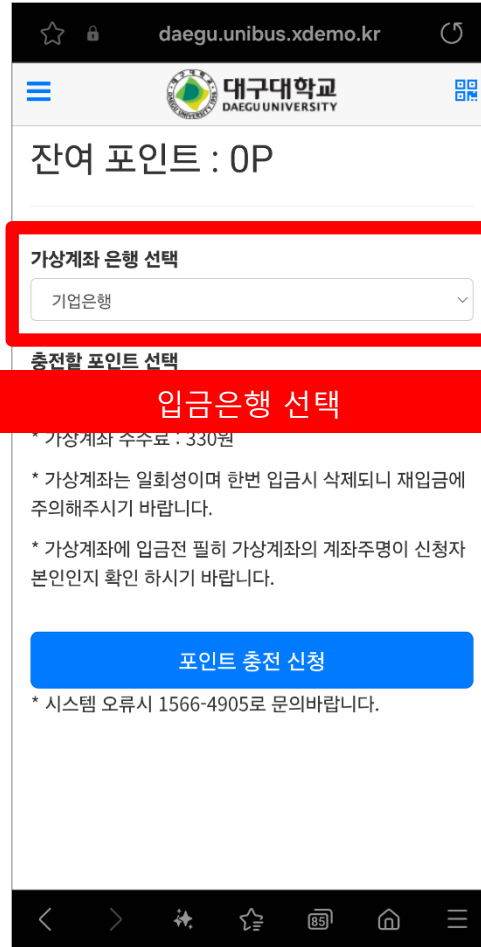 daegu.unibus.xdemo.kr
대구대학교
DAEGU UNIVERSITY
잔여 포인트 : 0P
가상계좌 은행 선택
기업은행
충전할 포인트 선택
입금은행 선택
* 가상계좌 수수료 : 330원
* 가상계좌는 일회성이며 한번 입금시 삭제되니 재입금에
주의해주시기 바랍니다.
* 가상계좌에 입금전 필히 가상계좌의 계좌주명이 신청자
본인인지 확인 하시기 바랍니다.
포인트 충전 신청
* 시스템 오류시 1566-4905로 문의바랍니다.
85